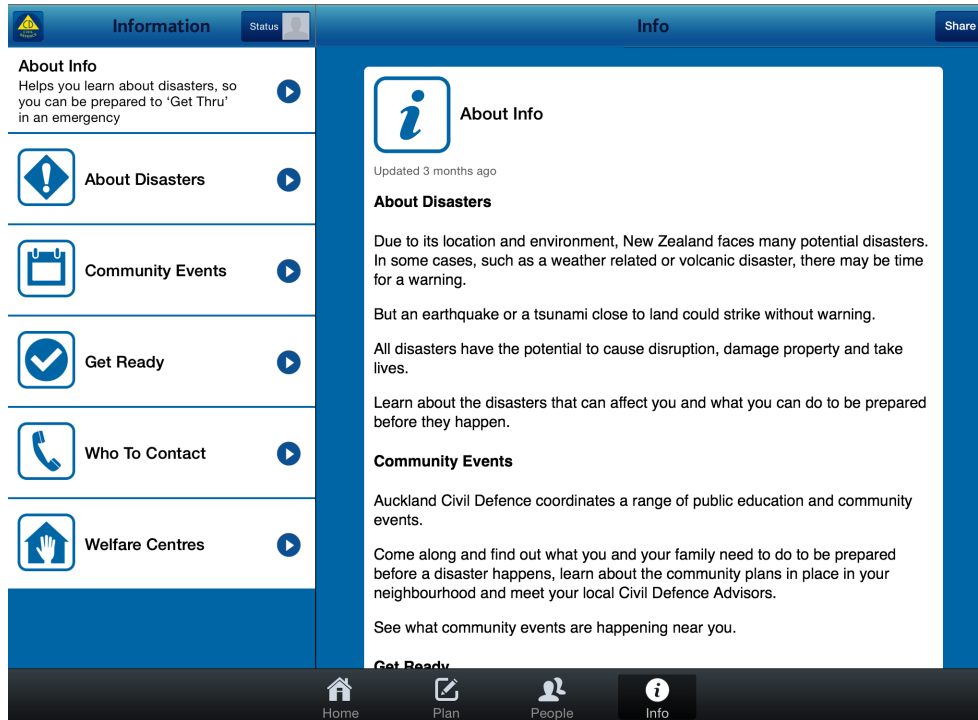 CD
CIVIL
DEFENCE
Information
Status
Info
Share
About Info
Helps you learn about disasters, so
you can be prepared to ‘Get Thru’
in an emergency
About Disasters
Community Events
Get Ready
Who To Contact
Welfare Centres
i
About Info
Updated 3 months ago
About Disasters
Due to its location and environment, New Zealand faces many potential disasters.
In some cases, such as a weather related or volcanic disaster, there may be time
for a warning.
But an earthquake or a tsunami close to land could strike without warning.
All disasters have the potential to cause disruption, damage property and take
lives.
Learn about the disasters that can affect you and what you can do to be prepared
before they happen.
Community Events
Auckland Civil Defence coordinates a range of public education and community
events.
Come along and find out what you and your family need to do to be prepared
before a disaster happens, learn about the community plans in place in your
neighbourhood and meet your local Civil Defence Advisors.
See what community events are happening near you.
Get Ready
Home
Plan
People
i
Info